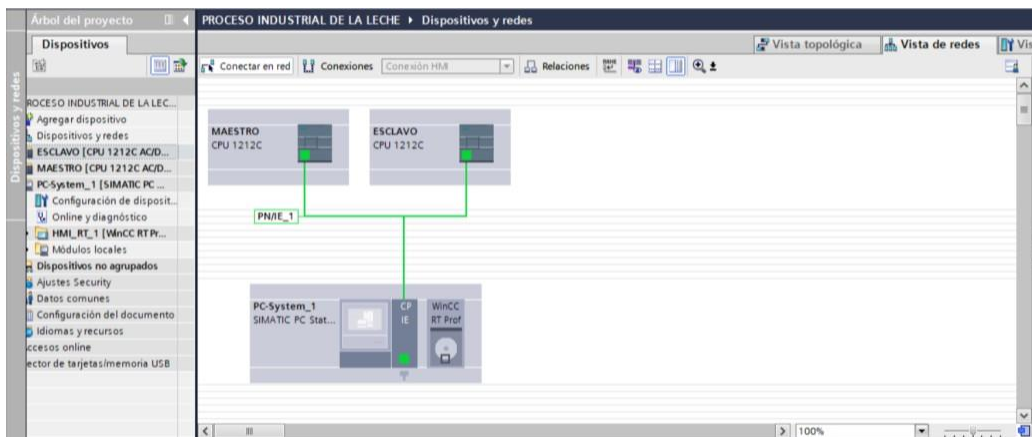 Árbol del proyecto
PROCESO INDUSTRIAL DE LA LECHE ▸ Dispositivos y redes
Dispositivos
Vista topológica
Vista de redes
Vis
Conectar en red
Conexiones
Conexión HMI
Relaciones
Dispositivos y redes
ROCESO INDUSTRIAL DE LA LEC...
Agregar dispositivo
Dispositivos y redes
ESCLAVO [CPU 1212C AC/D...
MAESTRO [CPU 1212C AC/D...
PC-System_1 [SIMATIC PC ...
Configuración de disposit...
Online y diagnóstico
HMI_RT_1 [WinCC RT Pr...
Módulos locales
Dispositivos no agrupados
Ajustes Security
Datos comunes
Configuración del documento
Idiomas y recursos
ccesos online
ector de tarjetas/memoria USB
MAESTRO
CPU 1212C
ESCLAVO
CPU 1212C
PN/IE_1
PC-System_1
SIMATIC PC Stat...
CP
IE
WinCC
RT Prof
100%